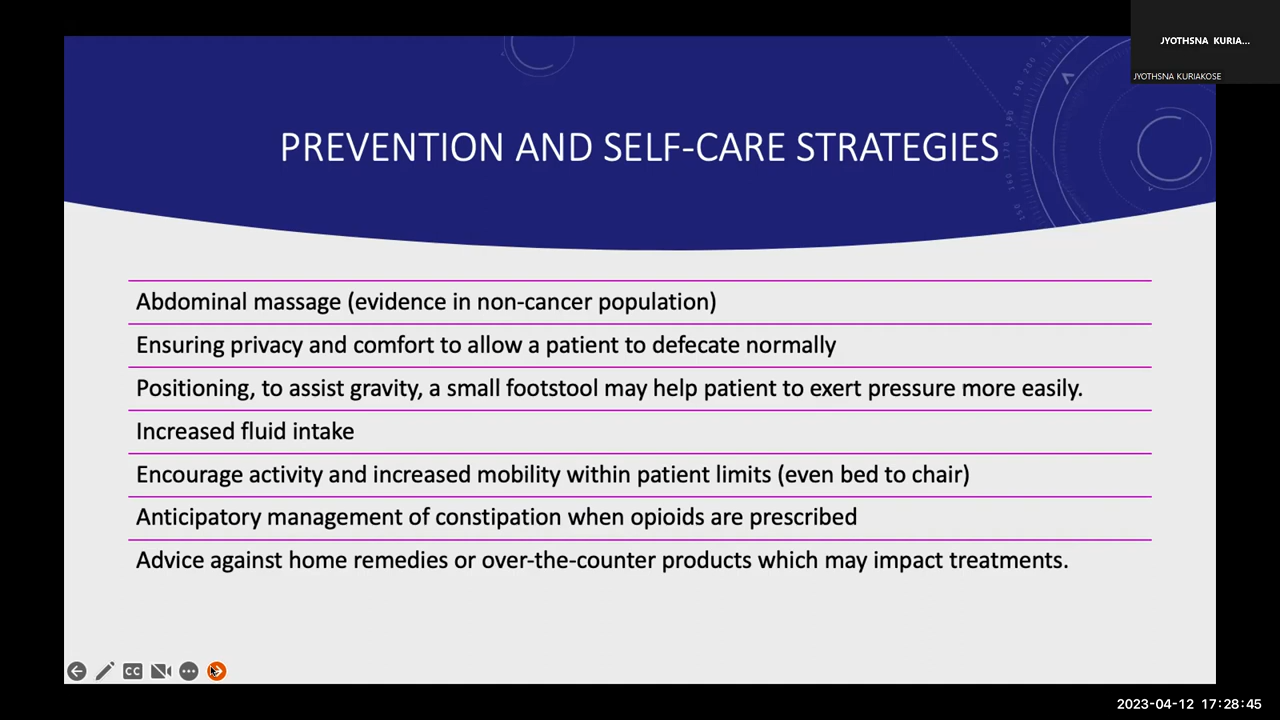 JYOTHSNA KURIA...
JYOTHSNA KURIAKOSE
PREVENTION AND SELF-CARE STRATEGIES
Abdominal massage (evidence in non-cancer population)
Ensuring privacy and comfort to allow a patient to defecate normally
Positioning, to assist gravity, a small footstool may help patient to exert pressure more easily.
Increased fluid intake
Encourage activity and increased mobility within patient limits (even bed to chair)
Anticipatory management of constipation when opioids are prescribed
Advice against home remedies or over-the-counter products which may impact treatments.
CC
2023-04-12 17:28:45